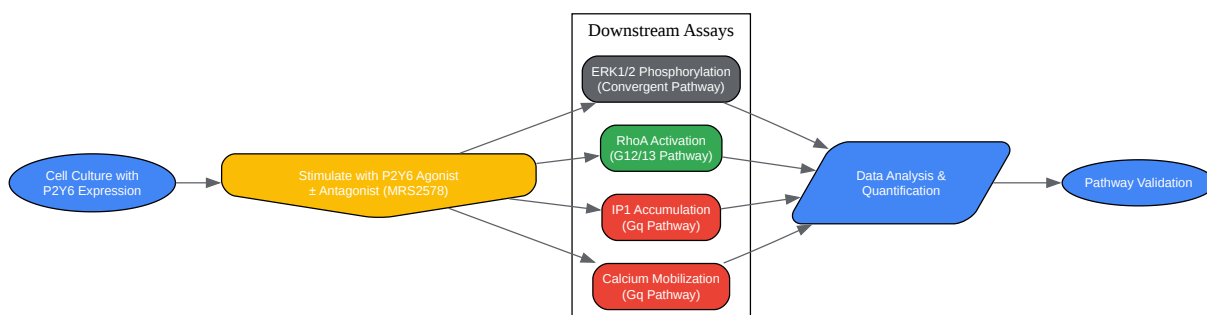 Downstream Assays
ERK1/2 Phosphorylation
(Convergent Pathway)
RhoA Activation
(G12/13 Pathway)
Cell Culture with
P2Y6 Expression
Stimulate with P2Y6 Agonist
± Antagonist (MRS2578)
Data Analysis &
Quantification
Pathway Validation
IP1 Accumulation
(Gq Pathway)
Calcium Mobilization
(Gq Pathway)